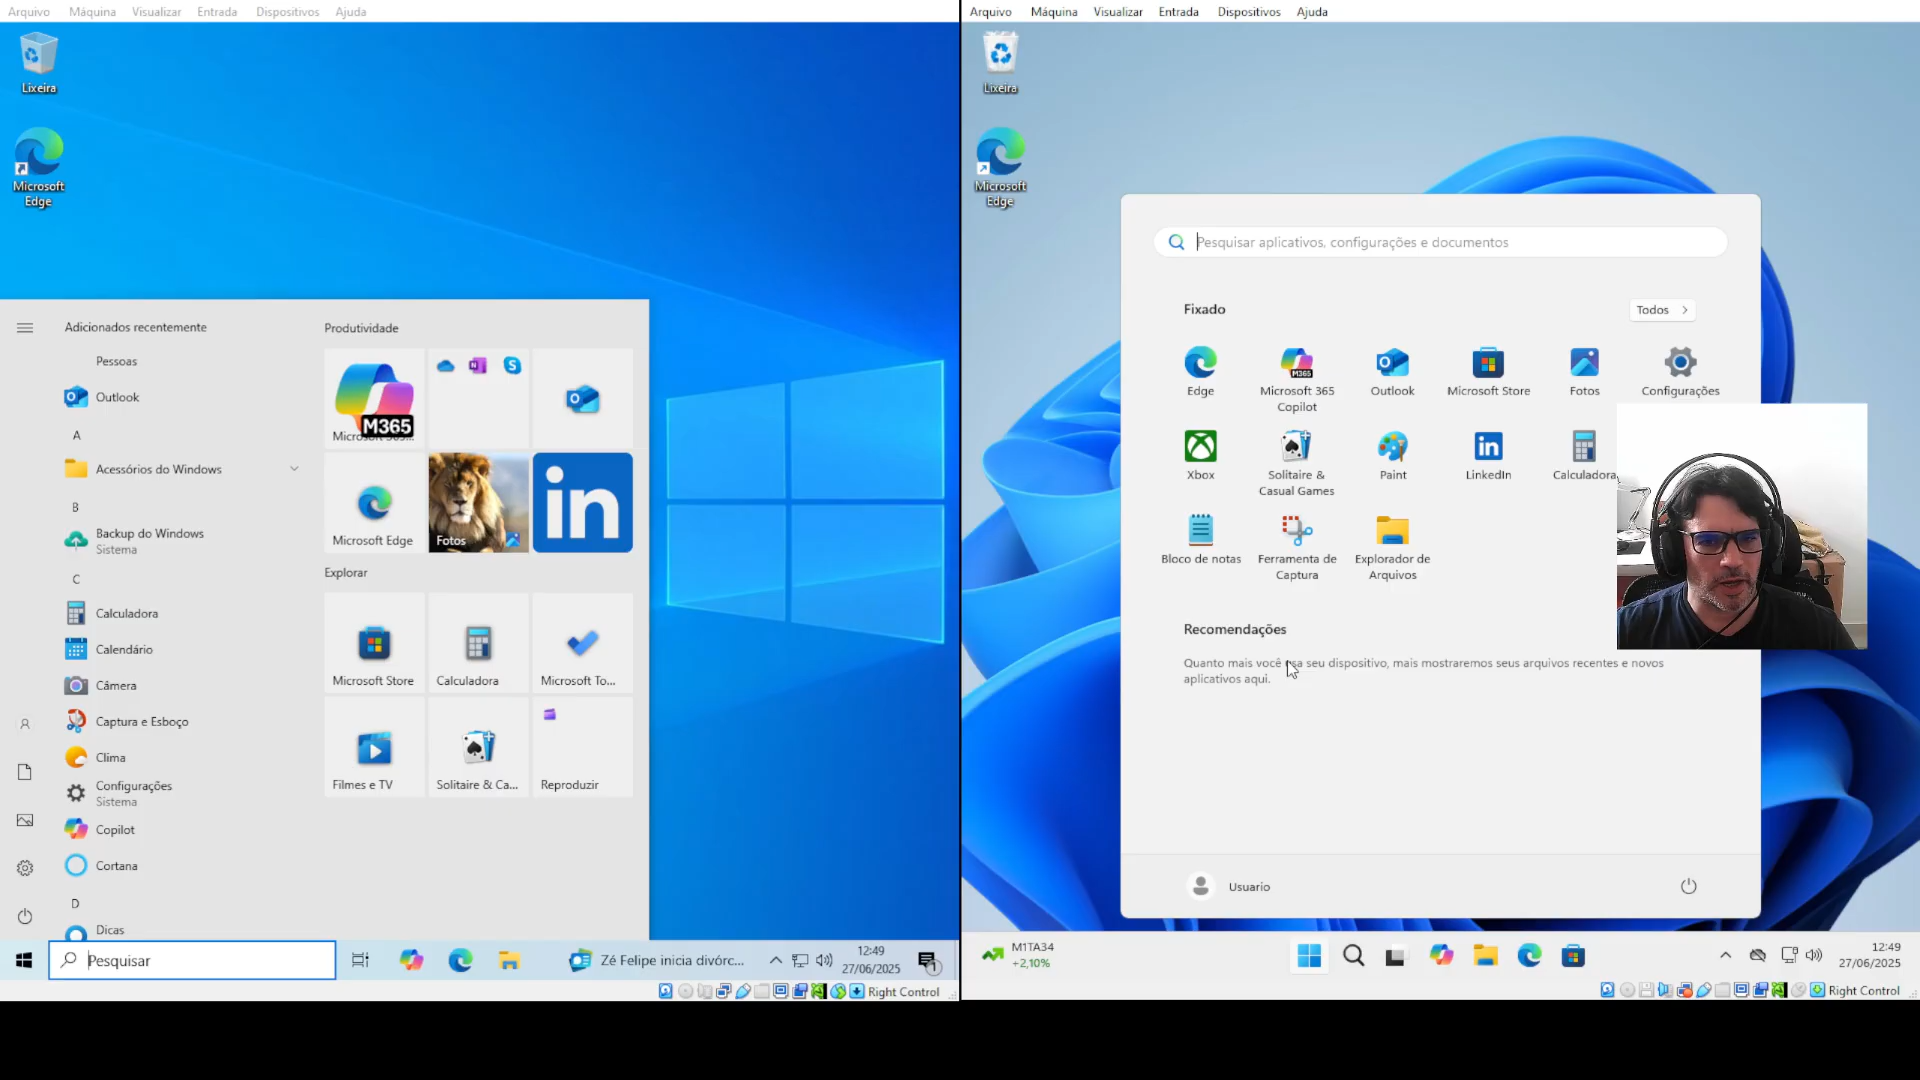 Arquivo Máquina Visualizar Entrada Dispositivos Ajuda
Lixeira
Microsoft
Edge
Adicionados recentemente
Pessoas
Outlook
A
Acessórios do Windows
B
Backup do Windows
Sistema
C
Calculadora
Calendário
Câmera
Captura e Esboço
Clima
Configurações
Sistema
Copilot
Cortana
D
Dicas
Produtividade
M365
Microsoft Edge
Fotos
in
Explorar
Microsoft Store
Calculadora
Microsoft To...
Filmes e TV
Solitaire & Ca...
Reproduzir
Pesquisar
Zé Felipe inicia divórc...
12:49
27/06/2025
1
Right Control
Arquivo Máquina Visualizar Entrada Dispositivos Ajuda
Lixeira
Microsoft
Edge
Pesquisar aplicativos, configurações e documentos
Fixado
Todos
Edge
M365
Microsoft 365
Copilot
Outlook
Microsoft Store
Fotos
Configurações
Xbox
Solitaire &
Casual Games
Paint
in
LinkedIn
Calculadora
Bloco de notas
Ferramenta de
Captura
Explorador de
Arquivos
Recomendações
Quanto mais você usa seu dispositivo, mais mostraremos seus arquivos recentes e novos
aplicativos aqui.
Usuario
M1TA34
+2,10%
12:49
27/06/2025
Right Control